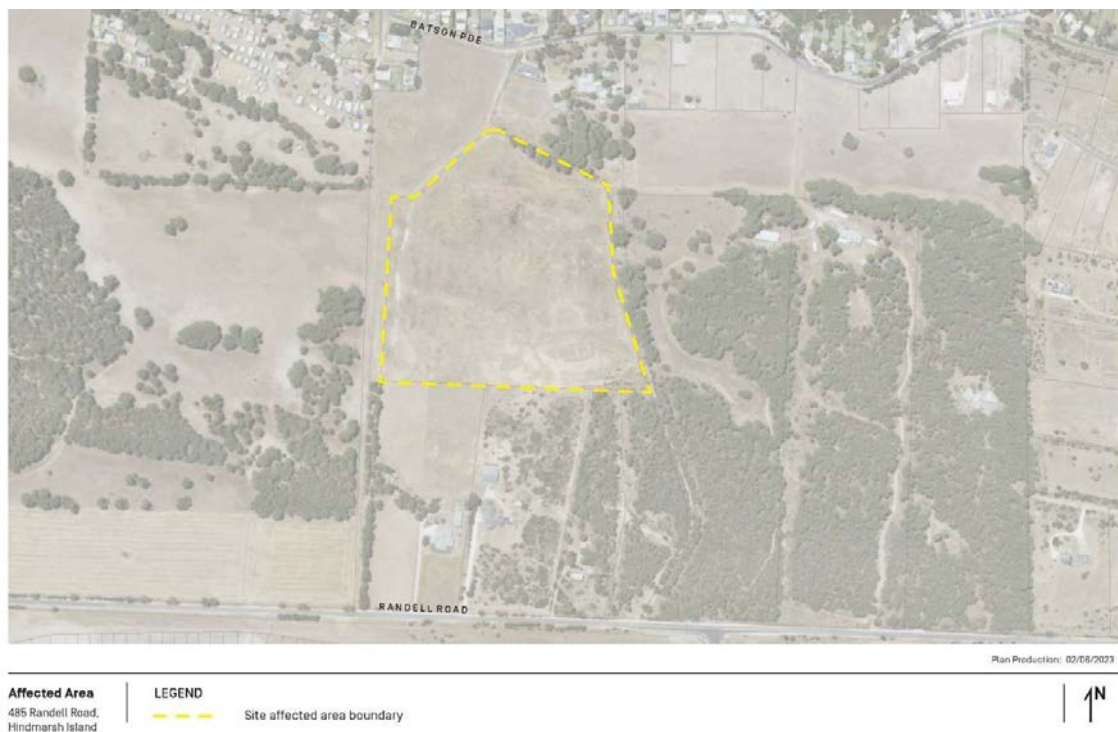 BATSON PDE
RANDELL ROAD
Plan Production: 02/06/2023
Affected Area
485 Randell Road,
Hindmarsh Island
LEGEND
Site affected area boundary
N